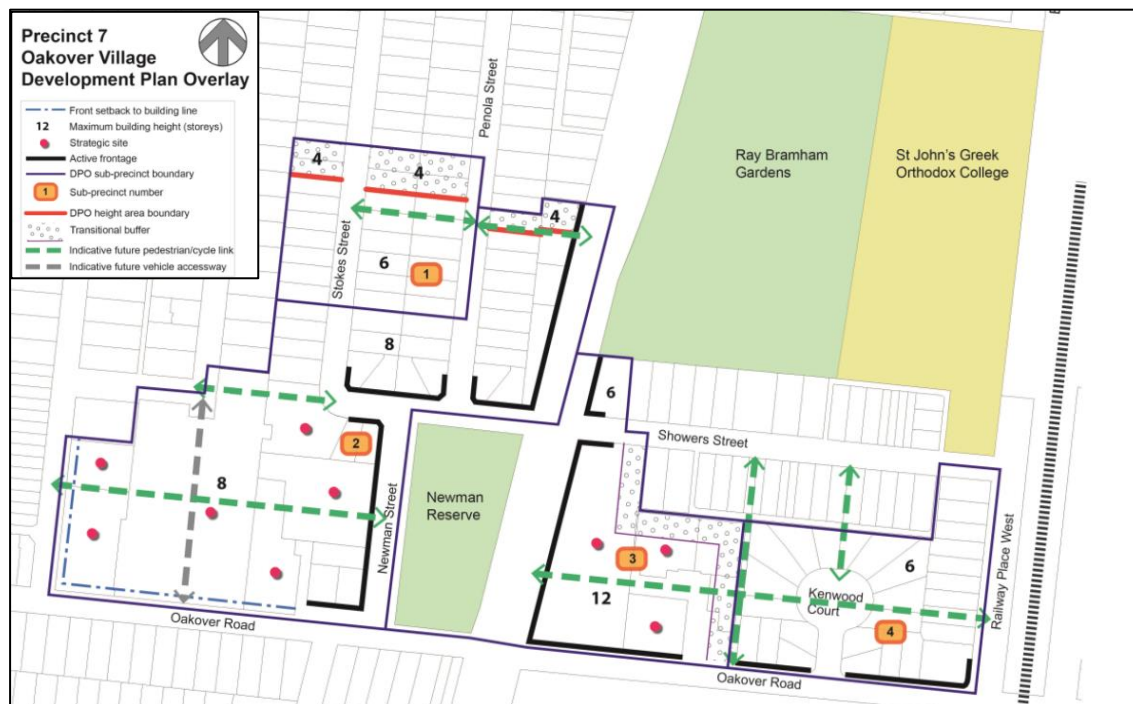 Precinct 7
Oakover Village
Development Plan Overlay
Front setback to building line
12 Maximum building height (storeys)
Strategic site
Active frontage
DPO sub-precinct boundary
1 Sub-precinct number
DPO height area boundary
Transitional buffer
Indicative future pedestrian/cycle link
Indicative future vehicle accessway
Penola Street
Ray Bramham
Gardens
St John's Greek
Orthodox College
4
4
4
Stokes Street
6
1
8
6
Showers Street
2
8
Newman
Reserve
Newman Street
3
12
6
Kenwood
Court
4
Railway Place West
Oakover Road
Oakover Road